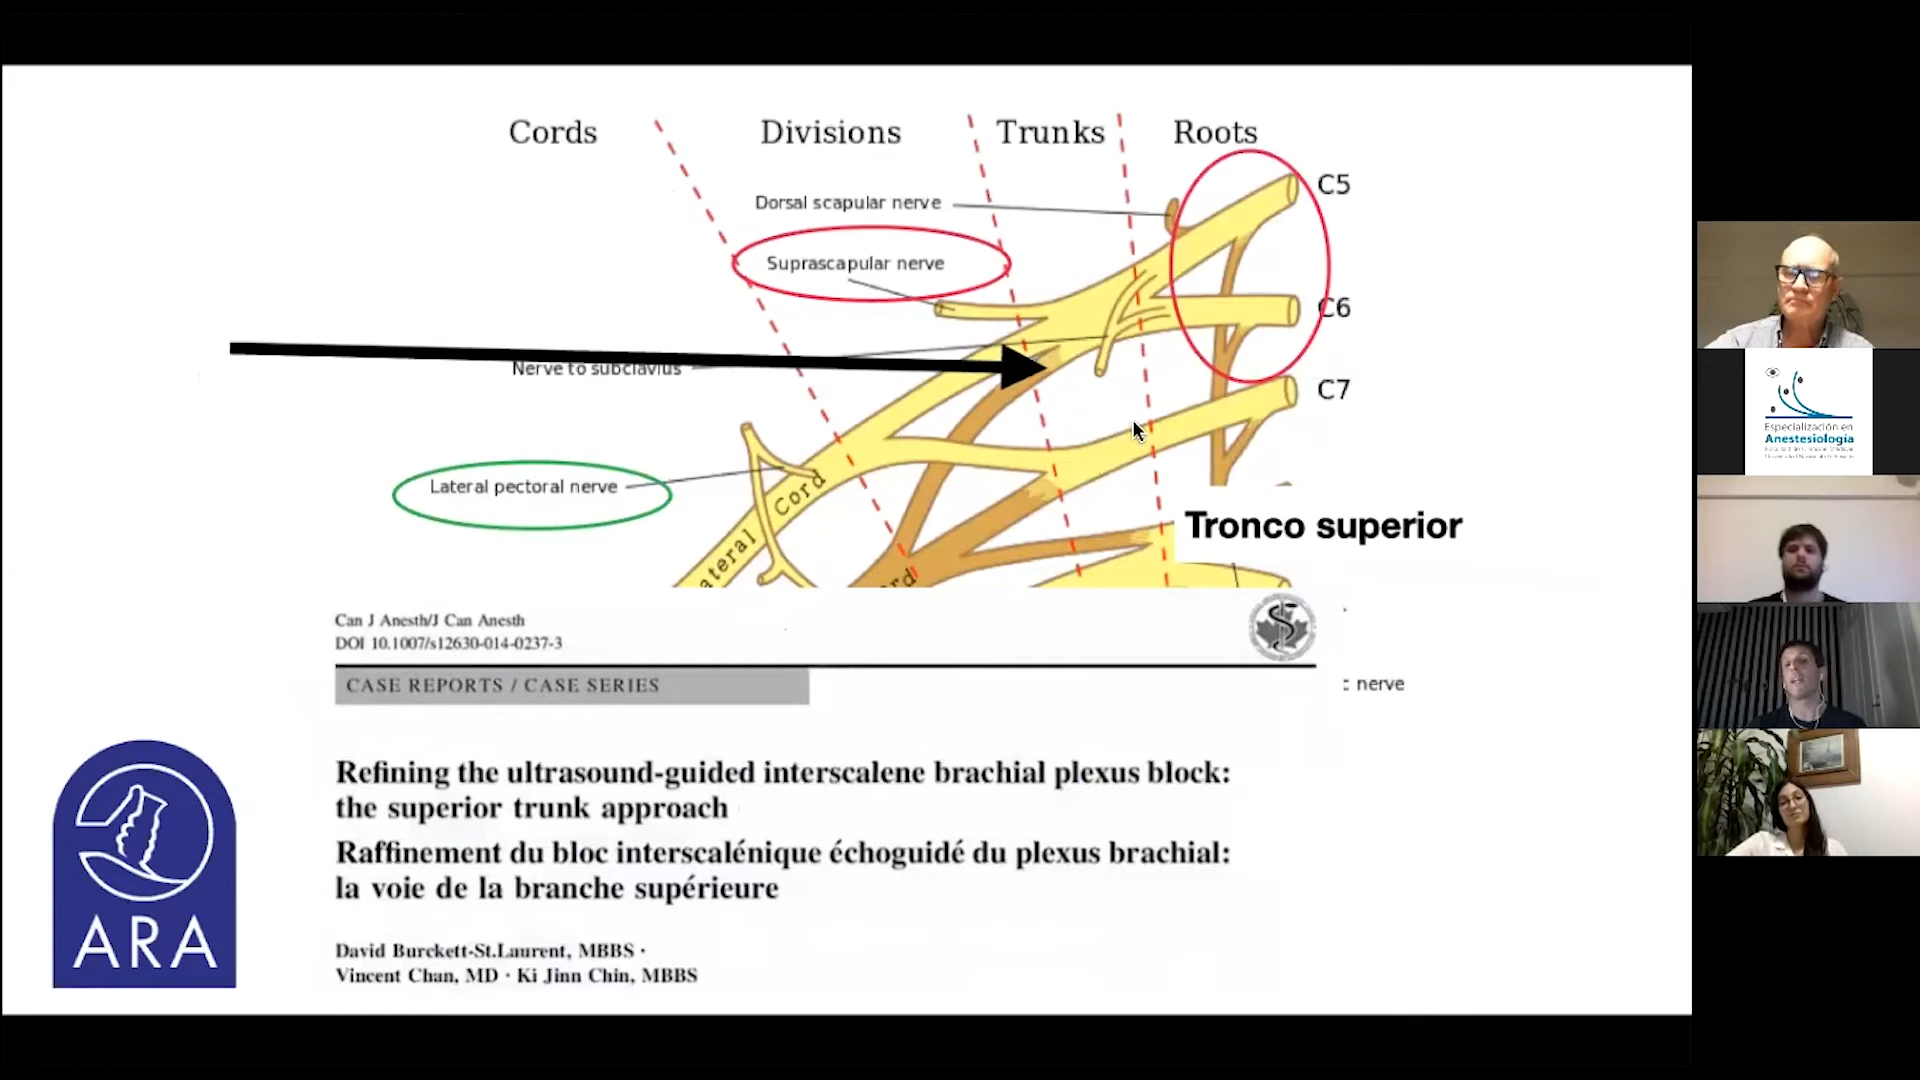 Cords
Divisions
Trunks
Roots
C5
Dorsal scapular nerve
Suprascapular nerve
C6
Nerve to subclavius
C7
Lateral pectoral nerve
Cord
Tronco superior
Can J Anesth/J Can Anesth
DOI 10.1007/s12630-014-0237-3
CASE REPORTS / CASE SERIES
nerve
Refining the ultrasound-guided interscalene brachial plexus block:
the superior trunk approach
Raffinement du bloc interscalénique échoguidé du plexus brachial:
la voie de la branche supérieure
David Burckett-St.Laurent, MBBS ·
Vincent Chan, MD · Ki Jinn Chin, MBBS
ARA
Especialización en
Anestesiología